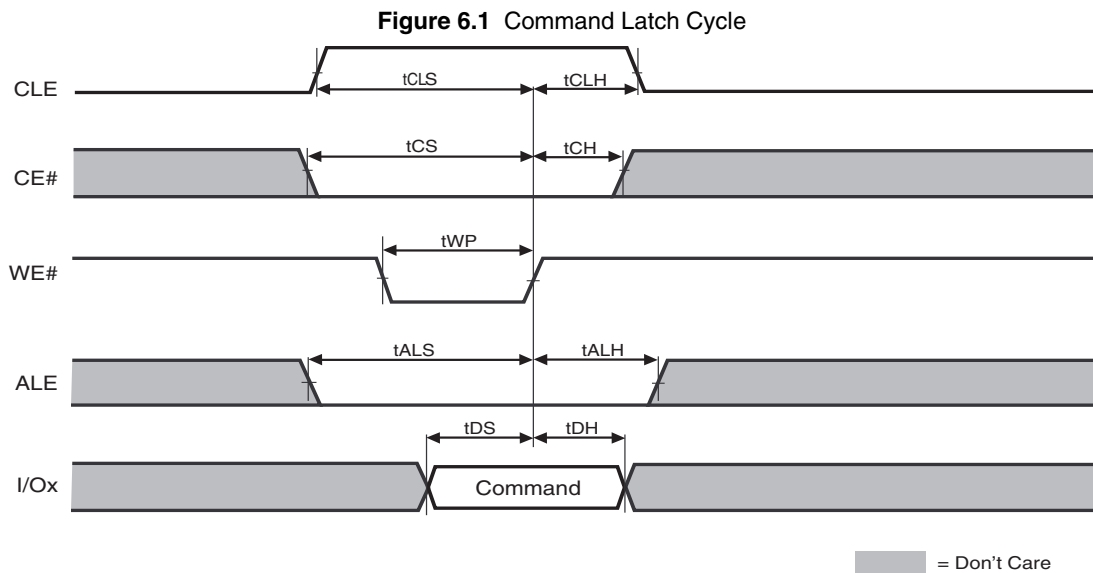 Figure 6.1 Command Latch Cycle
CLE
tCLS
tCLH
CE#
tCS
tCH
WE#
tWP
ALE
tALS
tALH
I/Ox
tDS
tDH
Command
= Don't Care